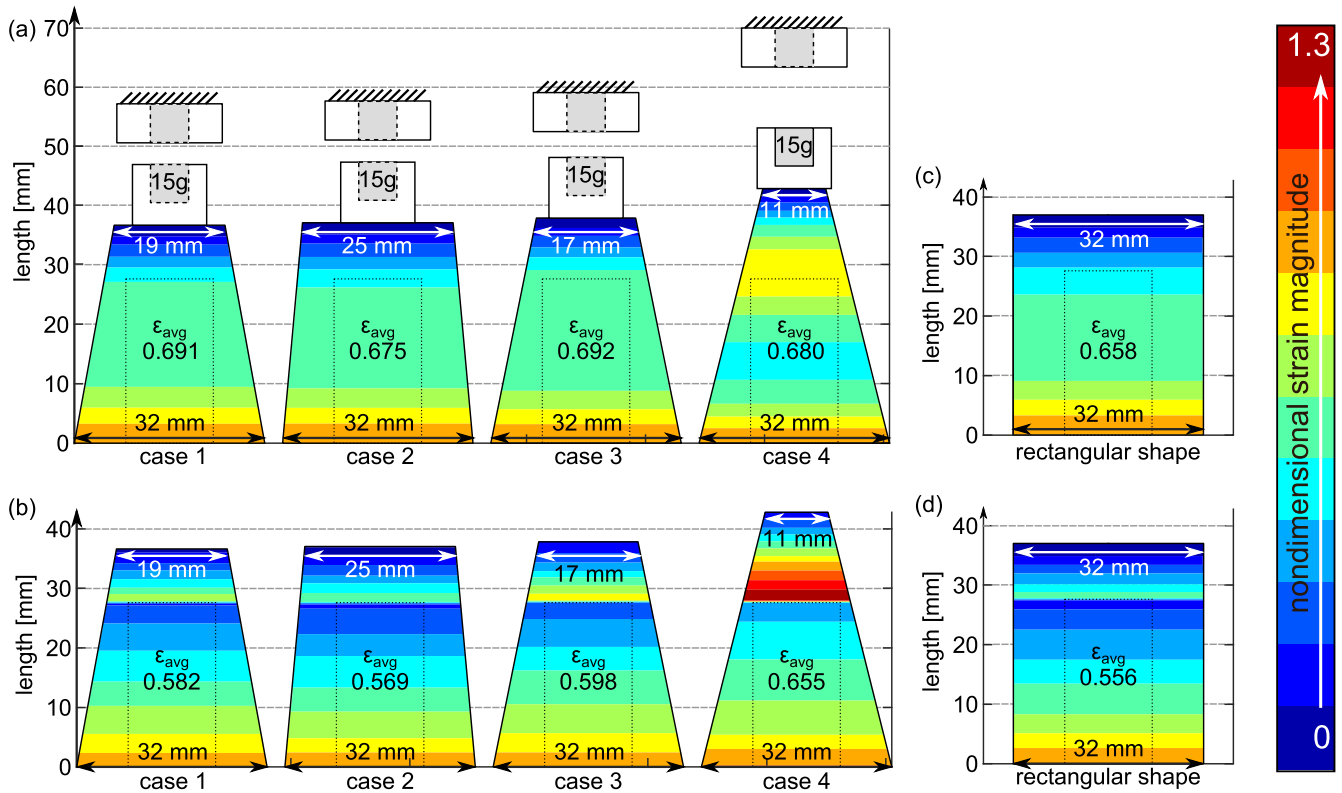 (a)
length [mm]
70
60
50
40
30
20
10
0
15g
15g
15g
15g
19 mm
25 mm
17 mm
11 mm
εavg
0.691
εavg
0.675
εavg
0.692
εavg
0.680
32 mm
32 mm
32 mm
32 mm
case 1
case 2
case 3
case 4
(c)
length [mm]
40
30
20
10
0
32 mm
εavg
0.658
32 mm
rectangular shape
(b)
length [mm]
40
30
20
10
0
19 mm
25 mm
17 mm
11 mm
εavg
0.582
εavg
0.569
εavg
0.598
εavg
0.655
32 mm
32 mm
32 mm
32 mm
case 1
case 2
case 3
case 4
(d)
length [mm]
40
30
20
10
0
32 mm
εavg
0.556
32 mm
rectangular shape
1.3
nondimensional strain magnitude
0